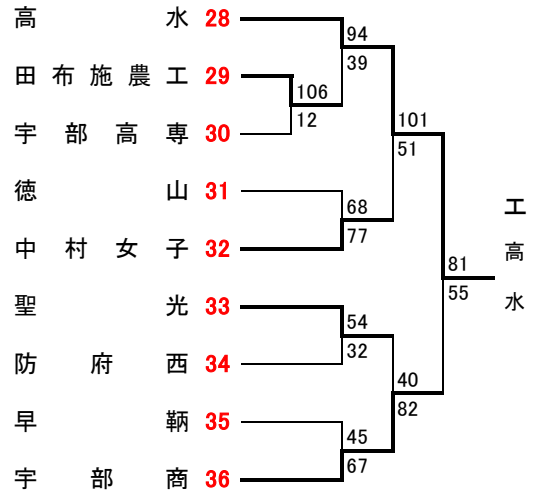 高水 28
田布施農工 29
宇部高専 30
徳山 31
中村女子 32
聖光 33
防府西 34
早鞆 35
宇部商 36
94
39
106
12
101
51
68
77
81
55
54
32
40
82
45
67
エ
高
水